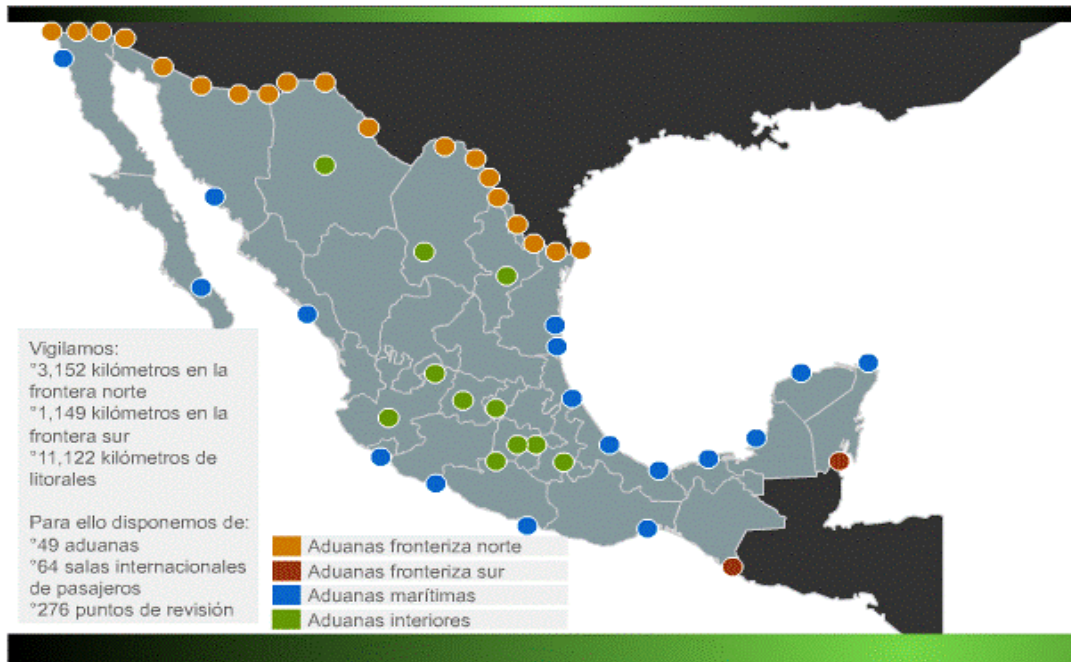 Vigilamos:
°3,152 kilómetros en la
frontera norte
°1,149 kilómetros en la
frontera sur
°11,122 kilómetros de
litorales
Para ello disponemos de:
°49 aduanas
°64 salas internacionales
de pasajeros
°276 puntos de revisión
Aduanas fronteriza norte
Aduanas fronteriza sur
Aduanas marítimas
Aduanas interiores